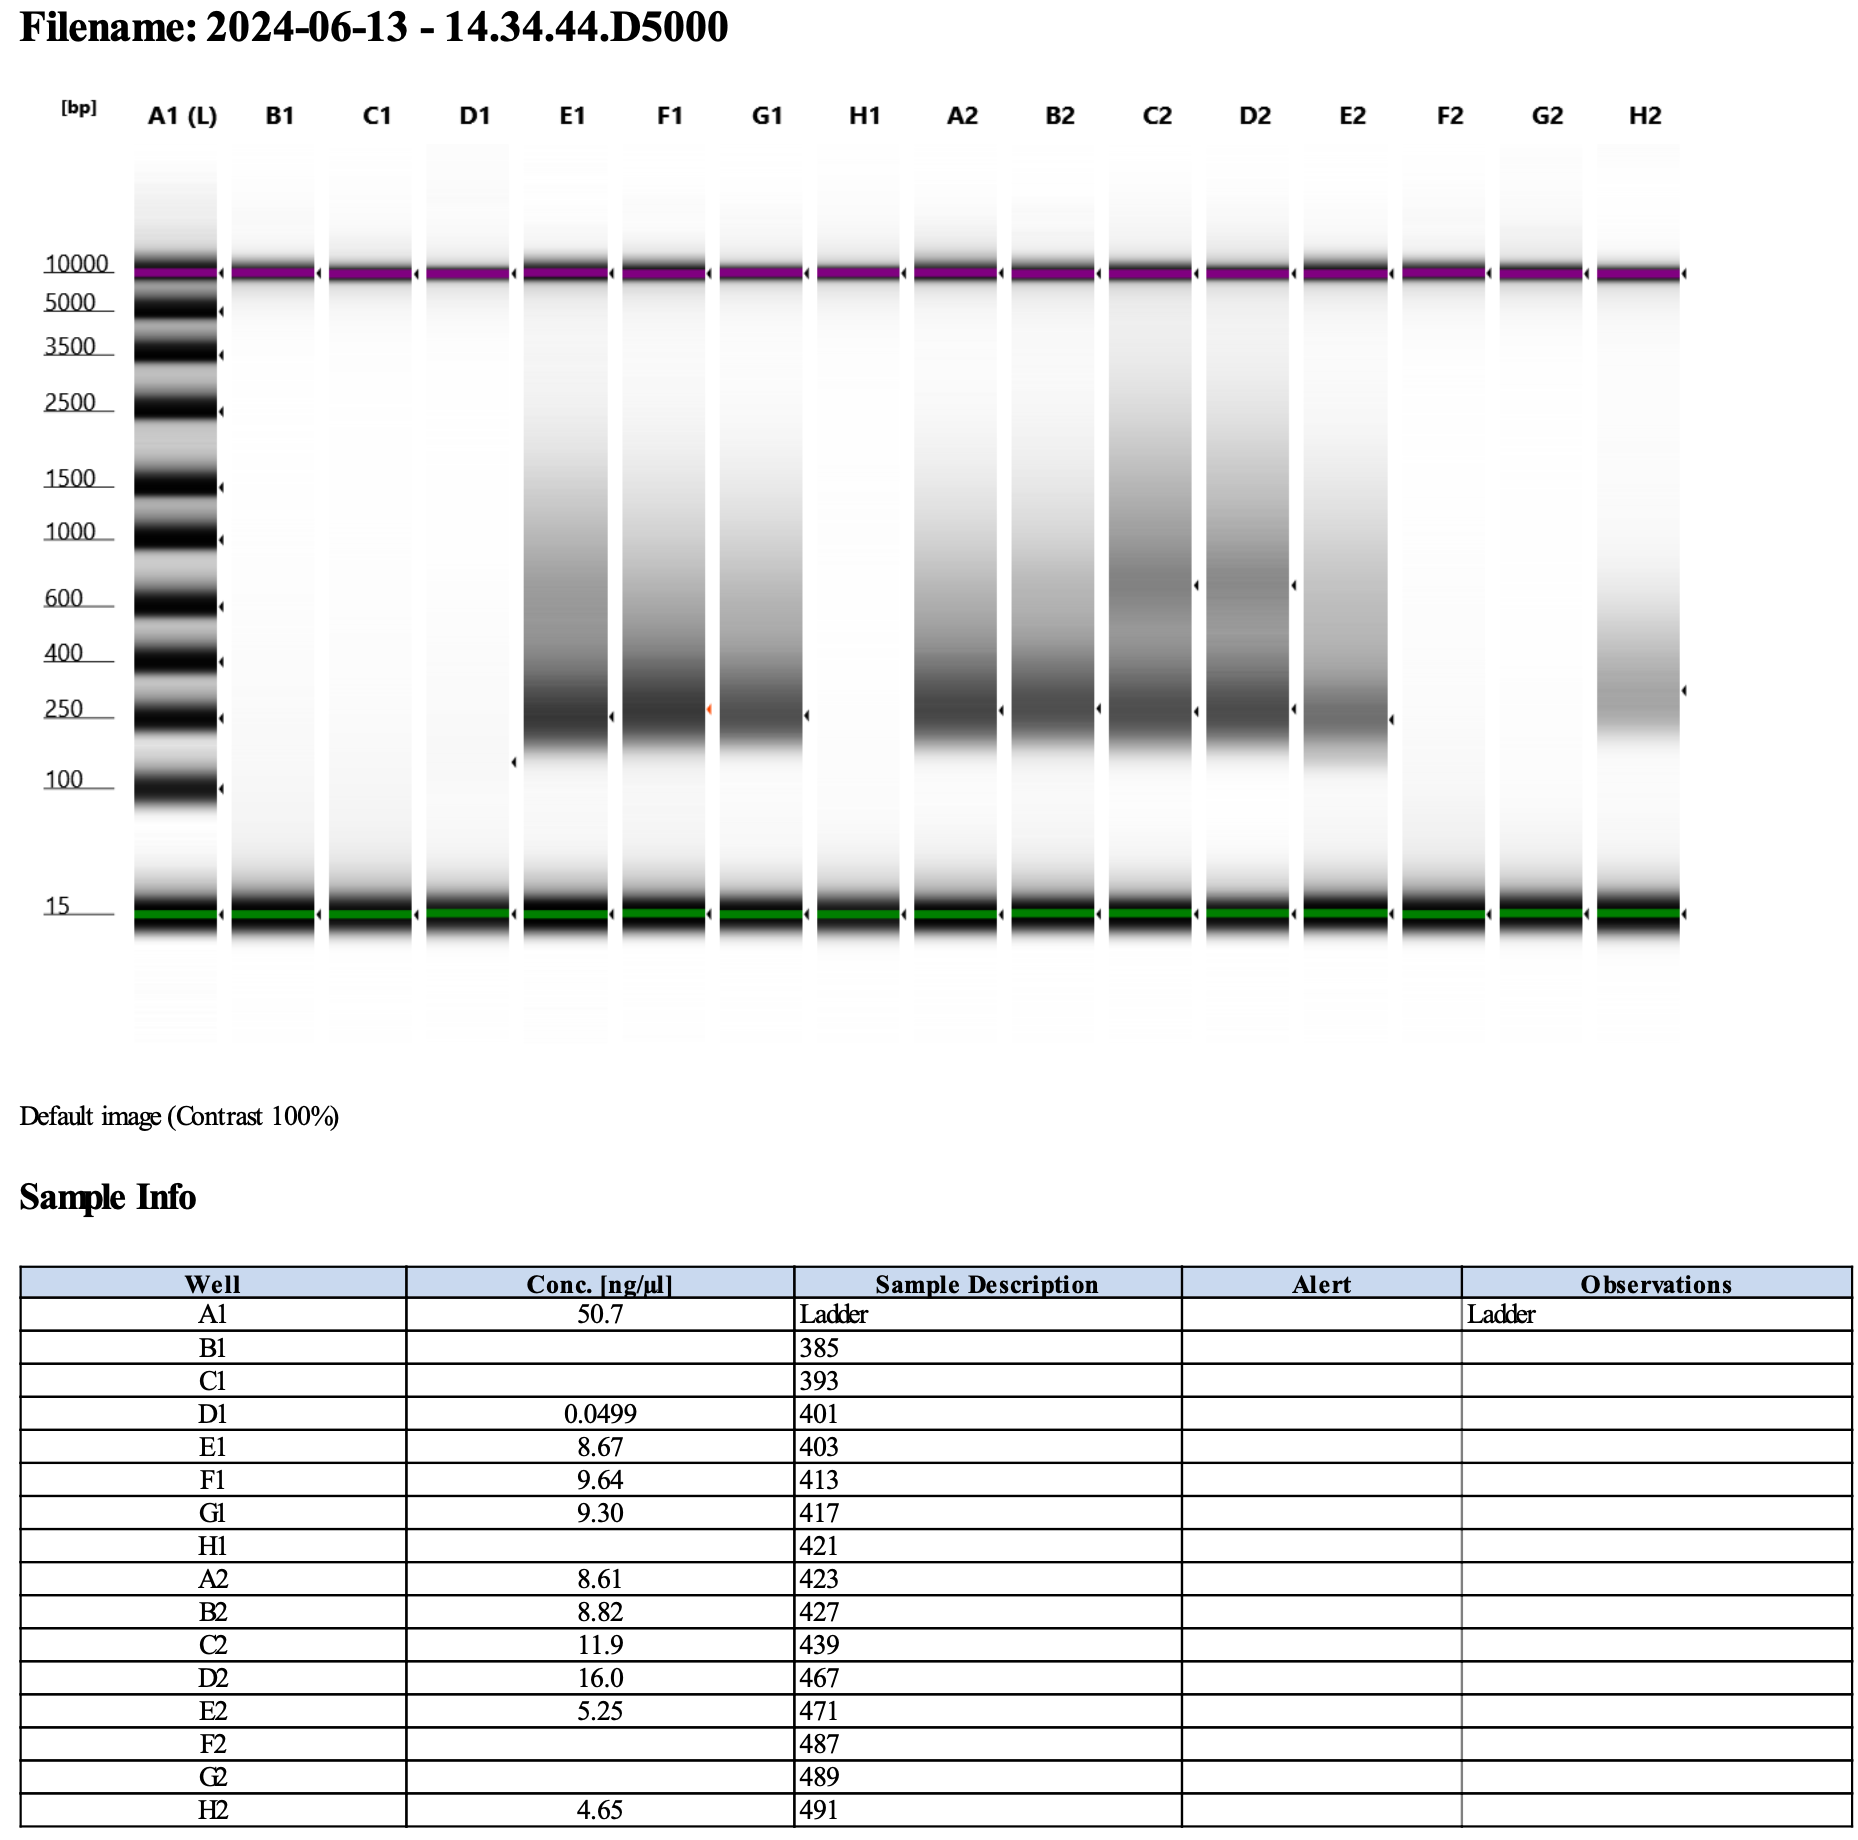 Filename: 2024-06-13 - 14.34.44.D5000
[bp] A1 (L) B1 C1 D1 E1 F1 G1 H1 A2 B2 C2 D2 E2 F2 G2 H2
10000
5000
3500
2500
1500
1000
600
400
250
100
15
Default image (Contrast 100%)
Sample Info
Well Conc. [ng/µl] Sample Description Alert Observations
A1 50.7 Ladder Ladder
B1 385
C1 393
D1 0.0499 401
E1 8.67 403
F1 9.64 413
G1 9.30 417
H1 421
A2 8.61 423
B2 8.82 427
C2 11.9 439
D2 16.0 467
E2 5.25 471
F2 487
G2 489
H2 4.65 491